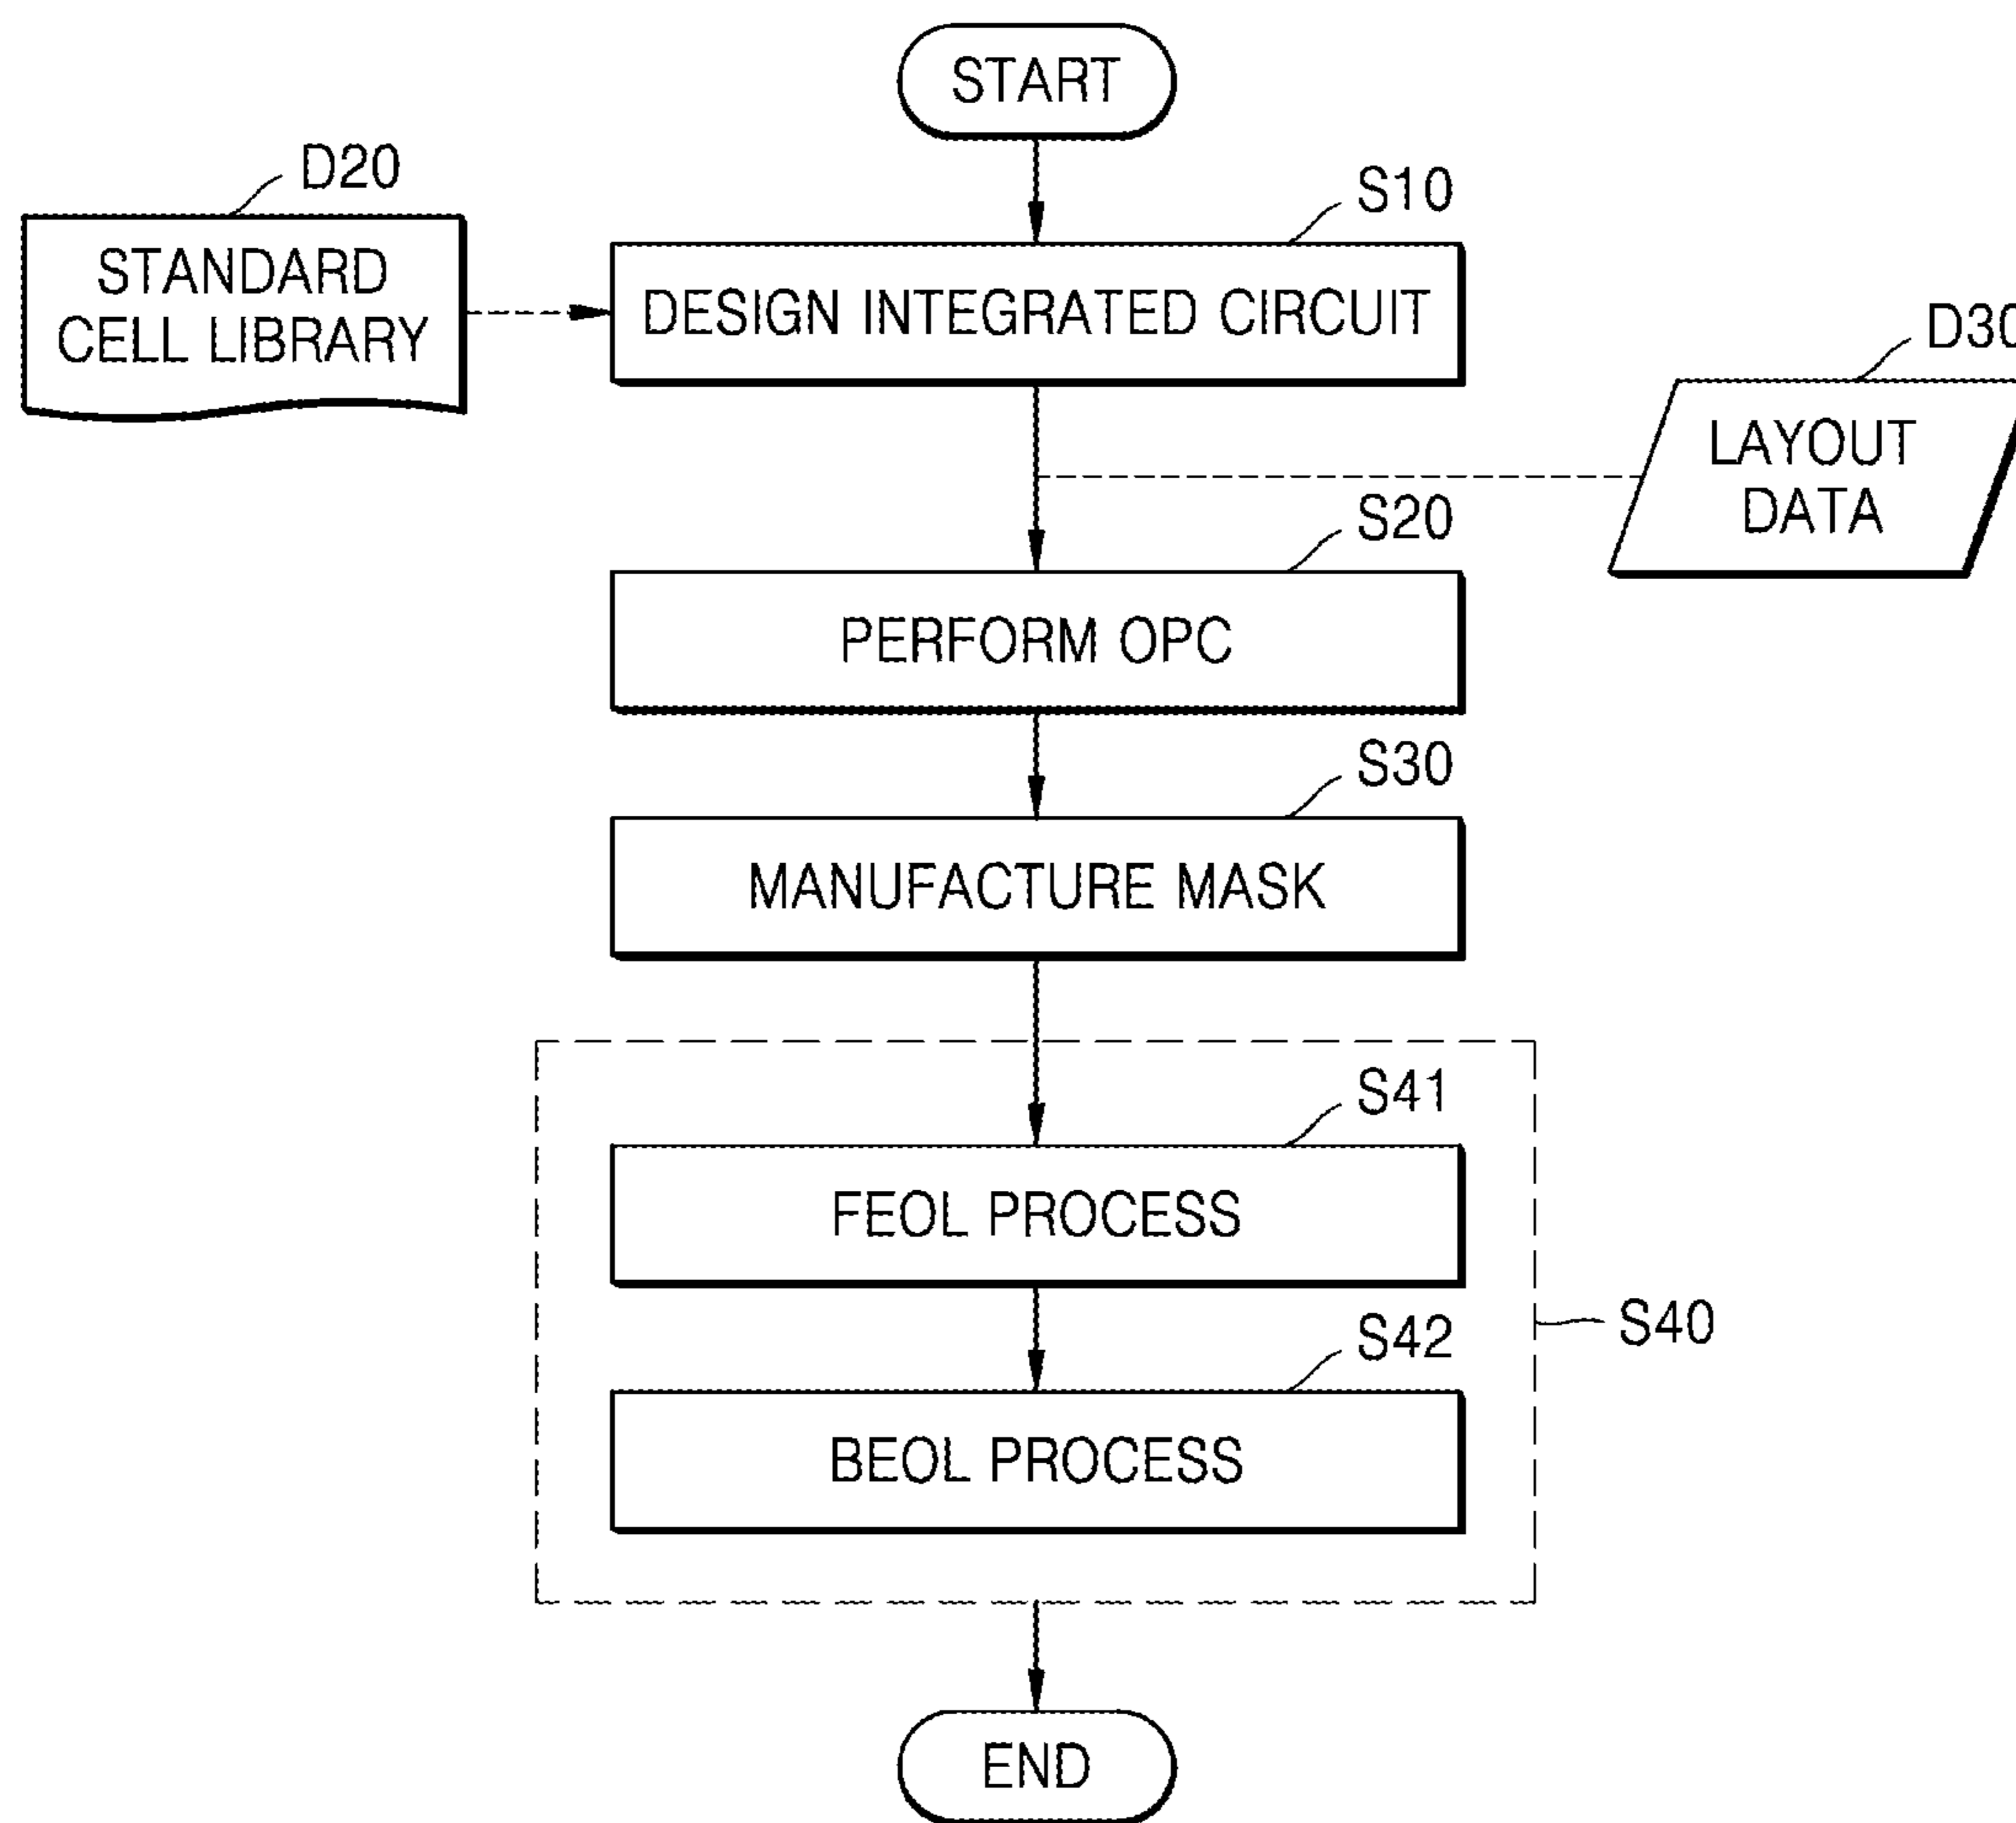 START
D20
S10
STANDARD
CELL LIBRARY
DESIGN INTEGRATED CIRCUIT
D30
LAYOUT
DATA
S20
PERFORM OPC
S30
MANUFACTURE MASK
S41
FEOL PROCESS
S40
S42
BEOL PROCESS
END